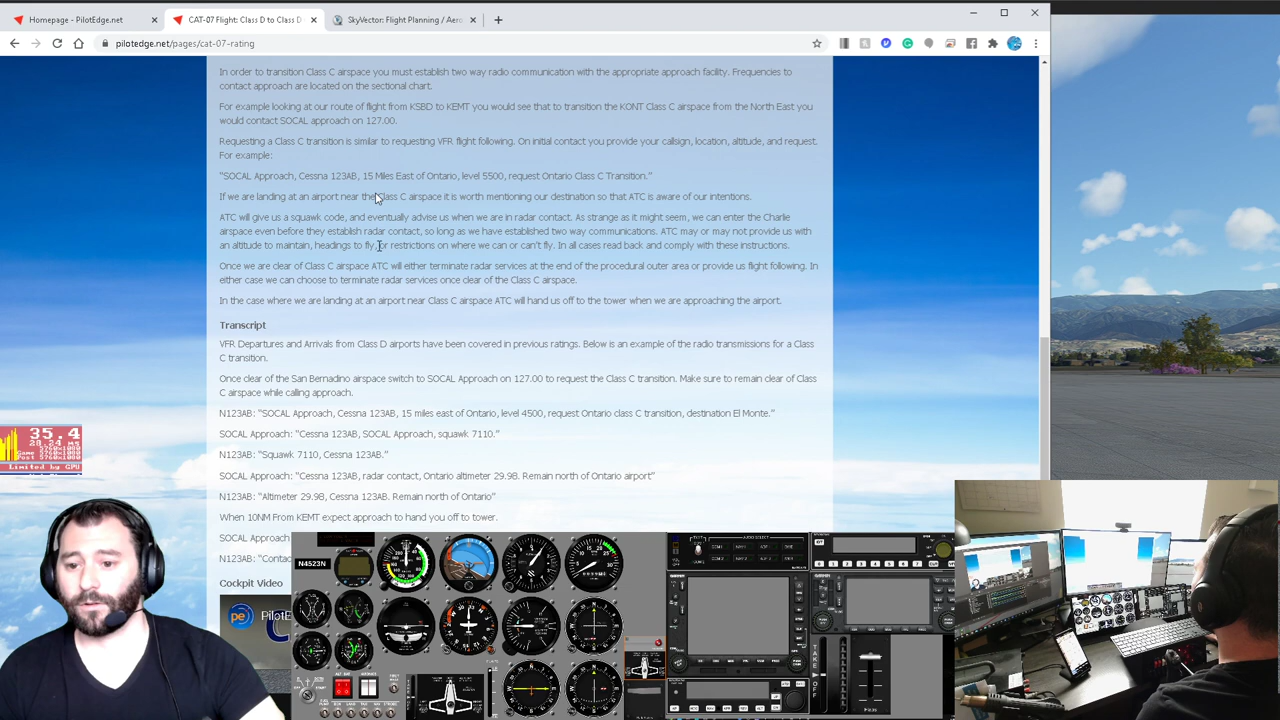 Homepage - PilotEdge.net
CAT-07 Flight: Class D to Class D
SkyVector: Flight Planning / Aero
pilotedge.net/pages/cat-07-rating
In order to transition Class C airspace you must establish two way radio communication with the appropriate approach facility. Frequencies to
contact approach are located on the sectional chart.
For example looking at our route of flight from KSBD to KEMT you would see that to transition the KONT Class C airspace from the North East you
would contact SOCAL approach on 127.00.
Requesting a Class C transition is similar to requesting VFR flight following. On initial contact you provide your callsign, location, altitude, and request.
For example:
"SOCAL Approach, Cessna 123AB, 15 Miles East of Ontario, level 5500, request Ontario Class C Transition."
If we are landing at an airport near the Class C airspace it is worth mentioning our destination so that ATC is aware of our intentions.
ATC will give us a squawk code, and eventually advise us when we are in radar contact. As strange as it might seem, we can enter the Charlie
airspace even before they establish radar contact, so long as we have established two way communications. ATC may or may not provide us with
an altitude to maintain, headings to fly, or restrictions on where we can or can't fly. In all cases read back and comply with these instructions.
Once we are clear of Class C airspace ATC will either terminate radar services at the end of the procedural outer area or provide us flight following. In
either case we can choose to terminate radar services once clear of the Class C airspace.
In the case where we are landing at an airport near Class C airspace ATC will hand us off to the tower when we are approaching the airport.
Transcript
VFR Departures and Arrivals from Class D airports have been covered in previous ratings. Below is an example of the radio transmissions for a Class
C transition.
Once clear of the San Bernadino airspace switch to SOCAL Approach on 127.00 to request the Class C transition. Make sure to remain clear of Class
C airspace while calling approach.
N123AB: "SOCAL Approach, Cessna 123AB, 15 miles east of Ontario, level 4500, request Ontario class C transition, destination El Monte."
SOCAL Approach: "Cessna 123AB, SOCAL Approach, squawk 7110."
N123AB: "Squawk 7110, Cessna 123AB."
SOCAL Approach: "Cessna 123AB, radar contact, Ontario altimeter 29.98. Remain north of Ontario airport"
N123AB: "Altimeter 29.98, Cessna 123AB. Remain north of Ontario"
When 10NM From KEMT expect approach to hand you off to tower.
SOCAL Approach
N123AB: "Contac
Cockpit Video
pe PilotE
35,4
Limited by GPU
N4523N
TAKE OFF